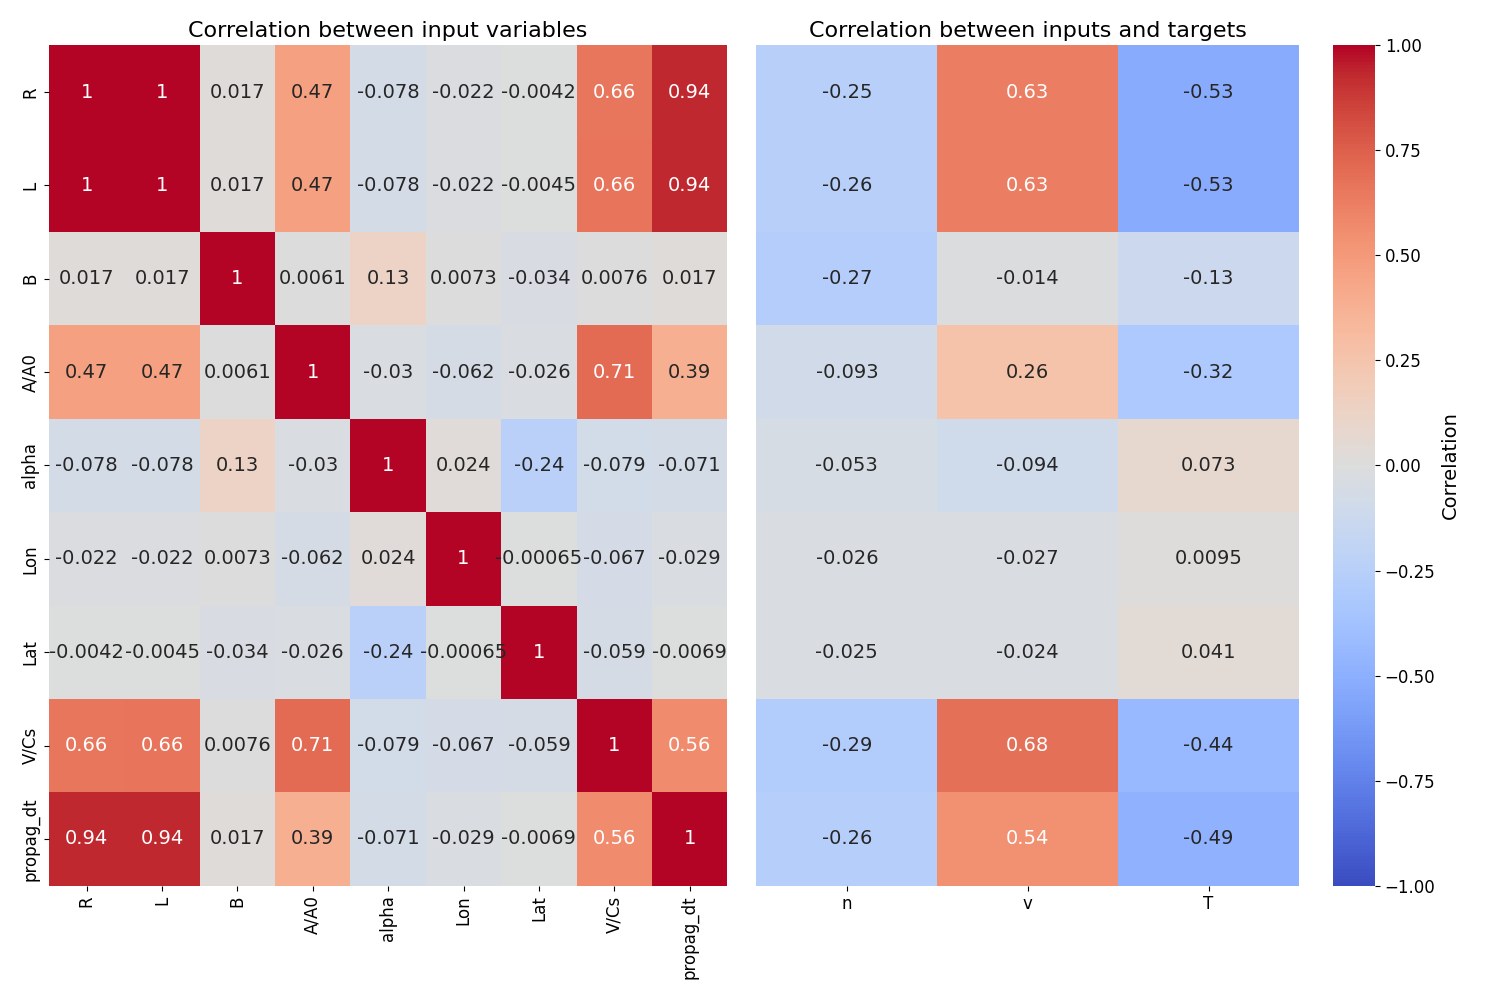 Correlation between input variables
Correlation between inputs and targets
R 1 1 0.017 0.47 -0.078 -0.022 -0.0042 0.66 0.94 -0.25 0.63 -0.53
L 1 1 0.017 0.47 -0.078 -0.022 -0.0045 0.66 0.94 -0.26 0.63 -0.53
B 0.017 0.017 1 0.0061 0.13 0.0073 -0.034 0.0076 0.017 -0.27 -0.014 -0.13
A/A0 0.47 0.47 0.0061 1 -0.03 -0.062 -0.026 0.71 0.39 -0.093 0.26 -0.32
alpha -0.078 -0.078 0.13 -0.03 1 0.024 -0.24 -0.079 -0.071 -0.053 -0.094 0.073
Lon -0.022 -0.022 0.0073 -0.062 0.024 1 -0.00065 -0.067 -0.029 -0.026 -0.027 0.0095
Lat -0.0042 -0.0045 -0.034 -0.026 -0.24 -0.00065 1 -0.059 -0.0069 -0.025 -0.024 0.041
V/Cs 0.66 0.66 0.0076 0.71 -0.079 -0.067 -0.059 1 0.56 -0.29 0.68 -0.44
propag_dt 0.94 0.94 0.017 0.39 -0.071 -0.029 -0.0069 0.56 1 -0.26 0.54 -0.49
R L B A/A0 alpha Lon Lat V/Cs propag_dt
n v T
1.00
0.75
0.50
0.25
0.00
−0.25
−0.50
−0.75
−1.00
Correlation